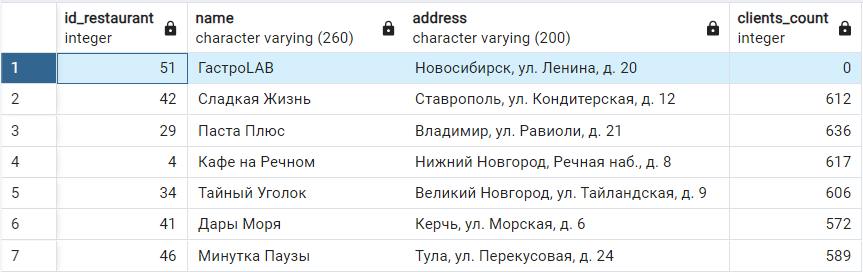 id_restaurant name address clients_count
integer character varying (260) character varying (200) integer
1 51 ГастроLAB Новосибирск, ул. Ленина, д. 20 0
2 42 Сладкая Жизнь Ставрополь, ул. Кондитерская, д. 12 612
3 29 Паста Плюс Владимир, ул. Равиоли, д. 21 636
4 4 Кафе на Речном Нижний Новгород, Речная наб., д. 8 617
5 34 Тайный Уголок Великий Новгород, ул. Тайландская, д. 9 606
6 41 Дары Моря Керчь, ул. Морская, д. 6 572
7 46 Минутка Паузы Тула, ул. Перекусовая, д. 24 589